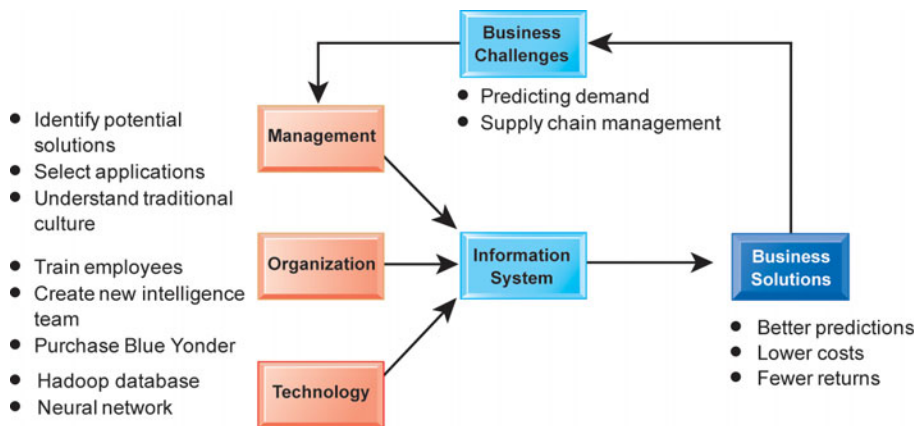 Business
Challenges
● Predicting demand
● Supply chain management
● Identify potential
solutions
● Select applications
● Understand traditional
culture
Management
● Train employees
● Create new intelligence
team
● Purchase Blue Yonder
Organization
● Hadoop database
● Neural network
Technology
Information
System
Business
Solutions
● Better predictions
● Lower costs
● Fewer returns